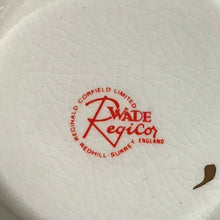 REGINALD CORFIELD LIMITED
WADE
Regicor
ENGLAND
REDHILL·SURREY